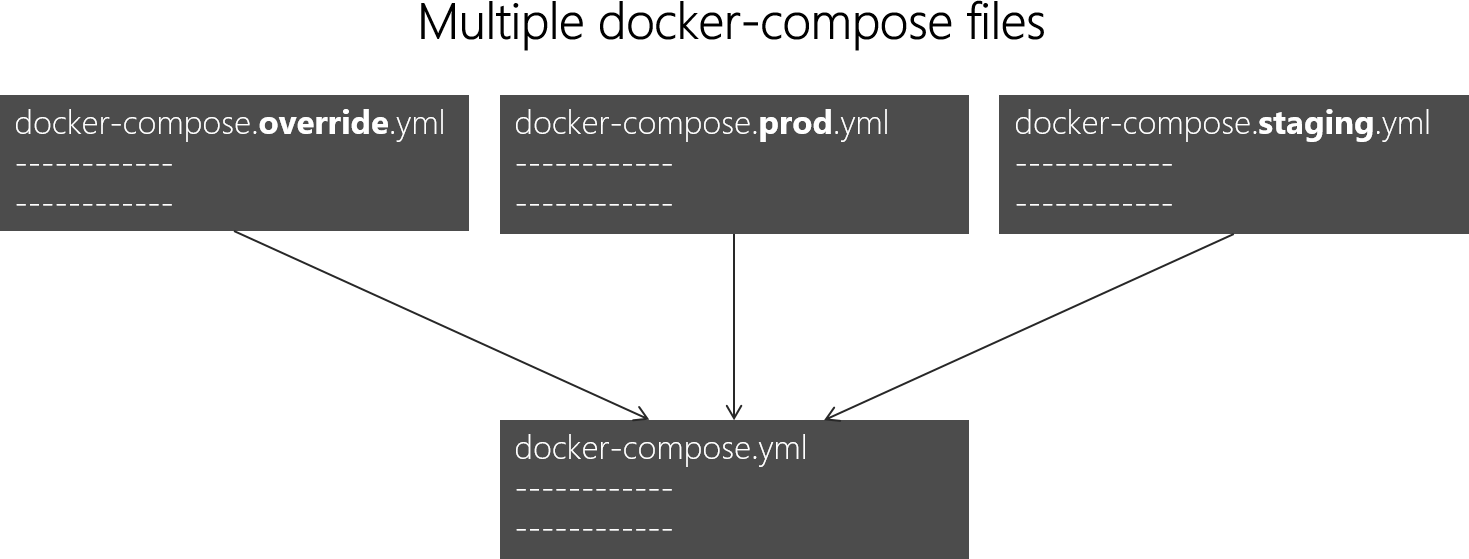 Multiple docker-compose files
docker-compose.override.yml
------------
------------
docker-compose.prod.yml
------------
------------
docker-compose.staging.yml
------------
------------
docker-compose.yml
------------
------------